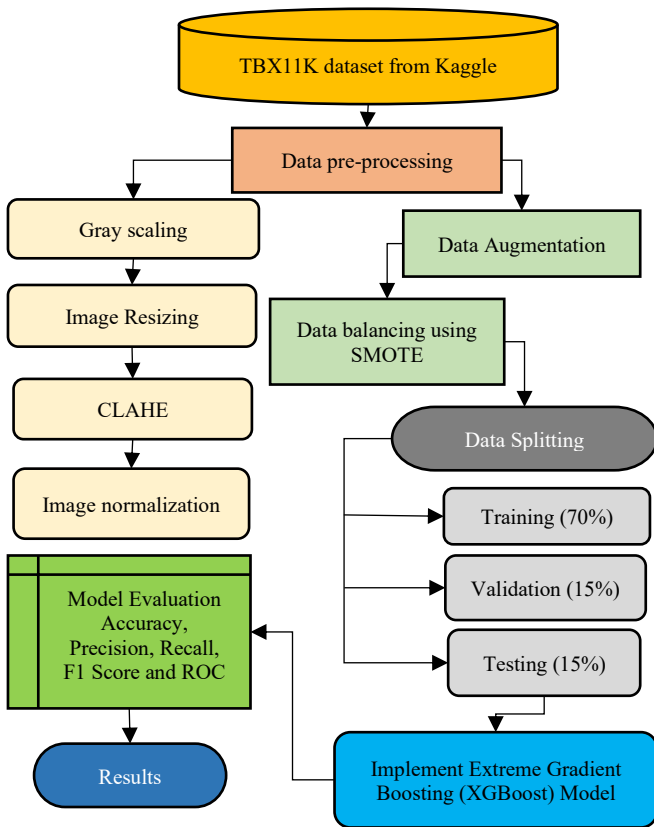 TBX11K dataset from Kaggle
Data pre-processing
Gray scaling
Image Resizing
CLAHE
Image normalization
Data Augmentation
Data balancing using
SMOTE
Data Splitting
Training (70%)
Validation (15%)
Testing (15%)
Implement Extreme Gradient
Boosting (XGBoost) Model
Model Evaluation
Accuracy,
Precision, Recall,
F1 Score and ROC
Results